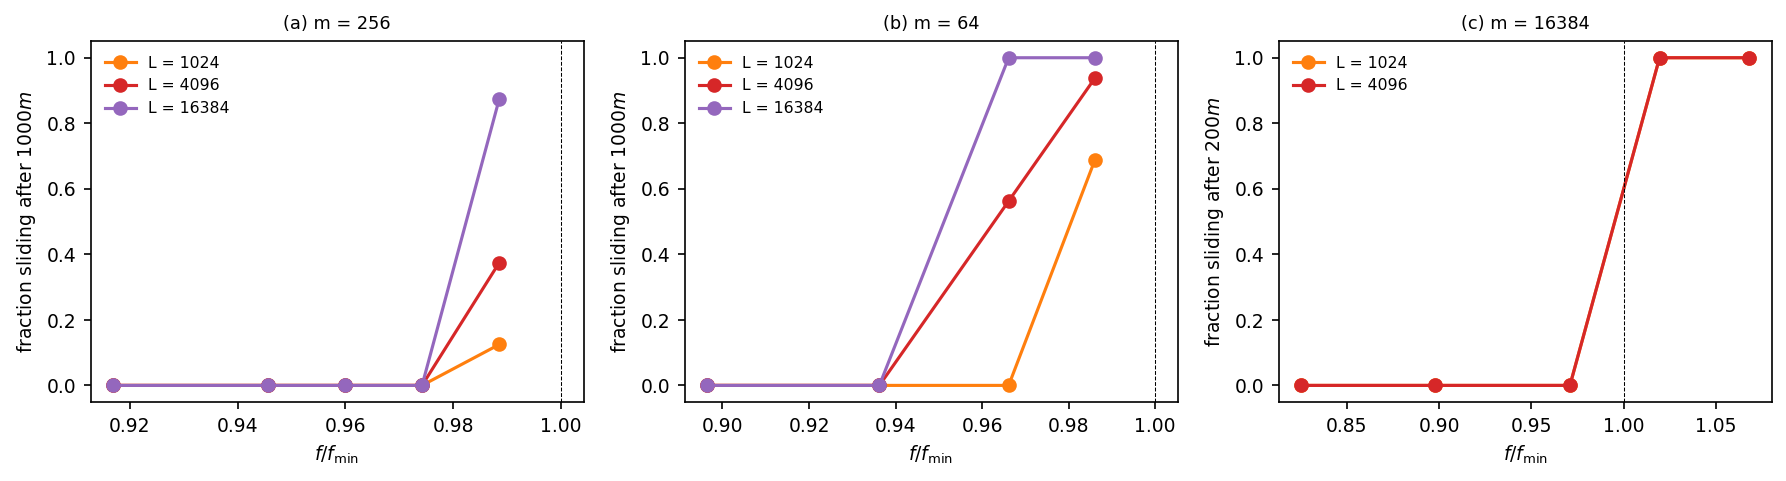 (a) m = 256
fraction sliding after 1000m
1.0
0.8
0.6
0.4
0.2
0.0
L = 1024
L = 4096
L = 16384
0.92
0.94
0.96
0.98
1.00
f/f_min
(b) m = 64
fraction sliding after 1000m
1.0
0.8
0.6
0.4
0.2
0.0
L = 1024
L = 4096
L = 16384
0.90
0.92
0.94
0.96
0.98
1.00
f/f_min
(c) m = 16384
fraction sliding after 200m
1.0
0.8
0.6
0.4
0.2
0.0
L = 1024
L = 4096
0.85
0.90
0.95
1.00
1.05
f/f_min